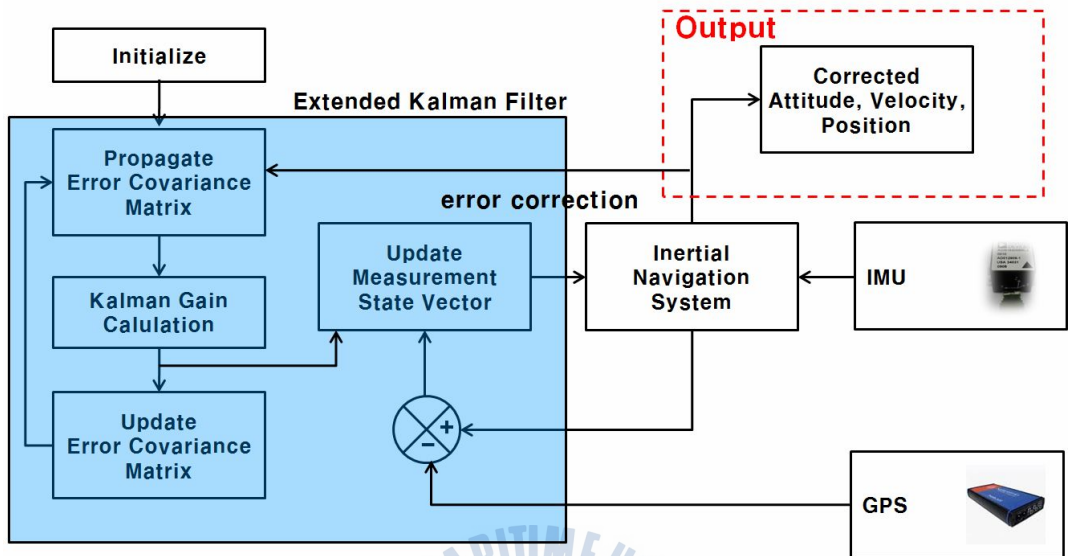 Output
Initialize
Corrected
Attitude, Velocity,
Position
Extended Kalman Filter
Propagate
Error Covariance
Matrix
error correction
Update
Measurement
State Vector
Inertial
Navigation
System
IMU
Kalman Gain
Calulation
Update
Error Covariance
Matrix
+
−
GPS